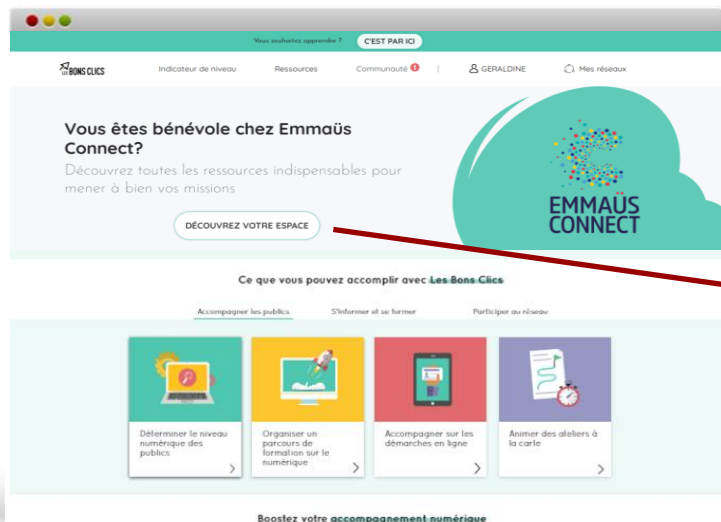 Vous souhaitez apprendre ? C'EST PAR ICI
LES BONS CLICS Indicateur de niveau Ressources Communauté | GERALDINE Mes réseaux
Vous êtes bénévole chez Emmaüs
Connect?
Découvrez toutes les ressources indispensables pour
mener à bien vos missions
DÉCOUVREZ VOTRE ESPACE
EMMAÜS
CONNECT
Ce que vous pouvez accomplir avec Les Bons Clics
Accompagner les publics S'informer et se former Participer au réseau
Déterminer le niveau
numérique des
publics
Organiser un
parcours de
formation sur le
numérique
Accompagner sur les
démarches en ligne
Animer des ateliers à
la carte
Boostez votre accompagnement numérique